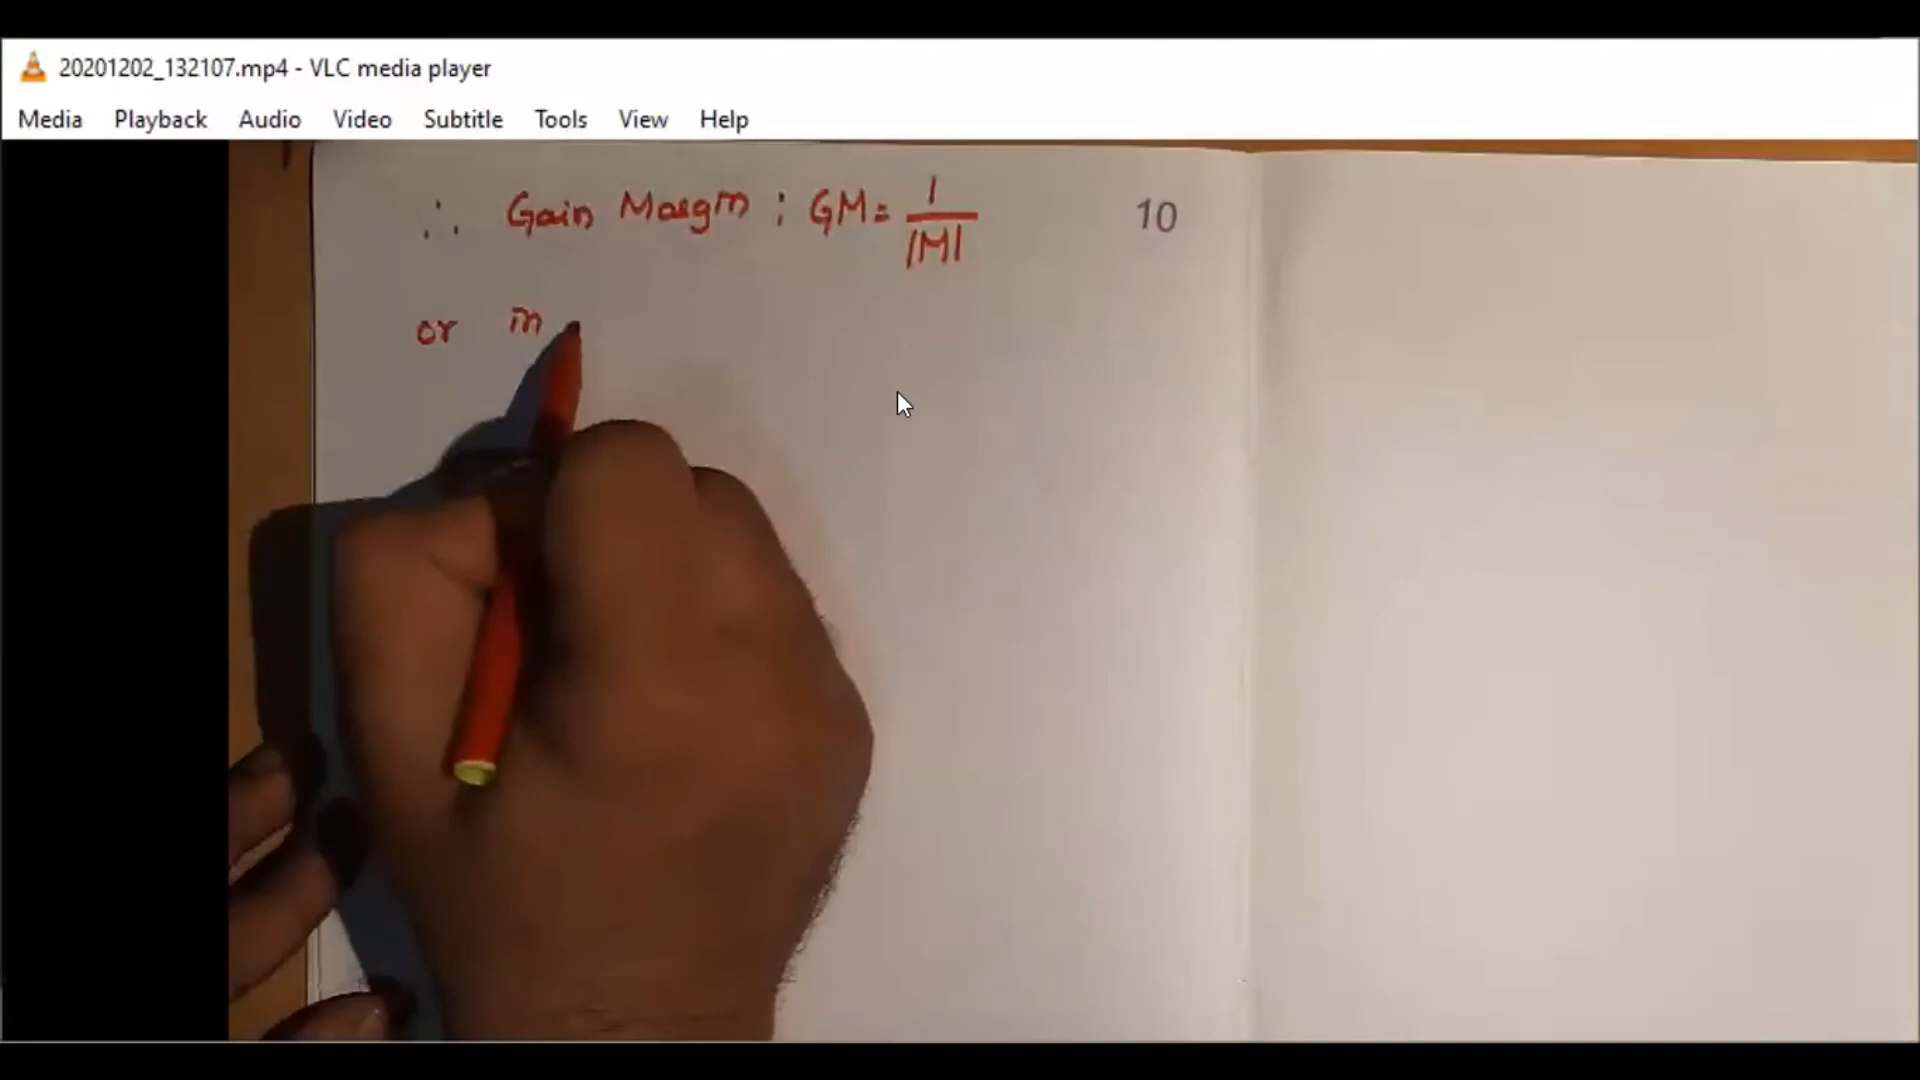 20201202_132107.mp4 - VLC media player
Media Playback Audio Video Subtitle Tools View Help
∴ Gain Margin : GM = 1/|M| 10
or in